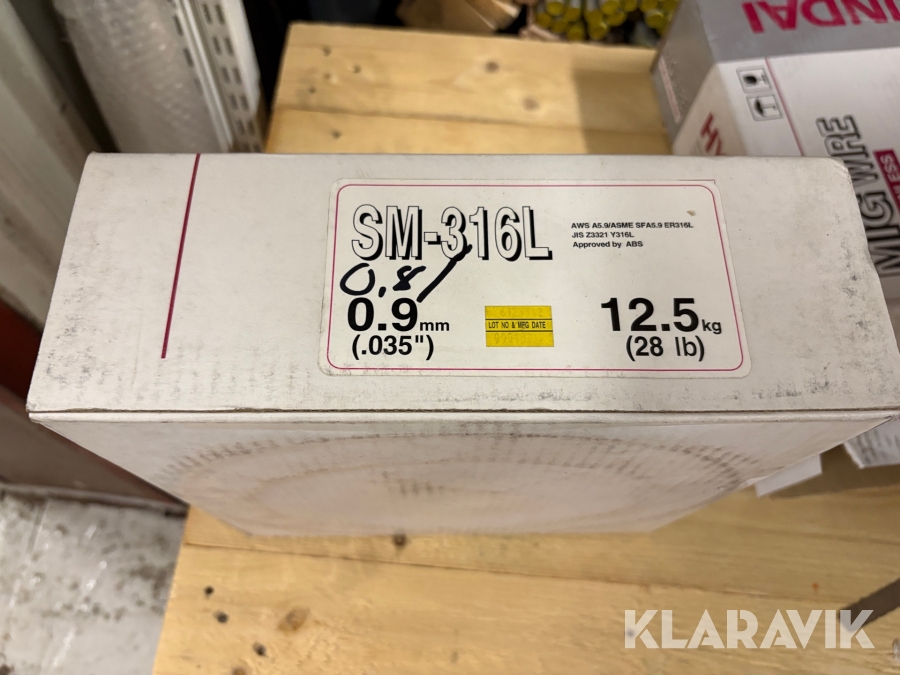 UNDAI
MIG WIRE
SM-316L
AWS A5.9/ASME SFA5.9 ER316L
JIS Z3321 Y316L
Approved by ABS
0,8/
0.9mm
(.035")
LOT NO & MFG DATE
12.5kg
(28 lb)
KLARAVIK